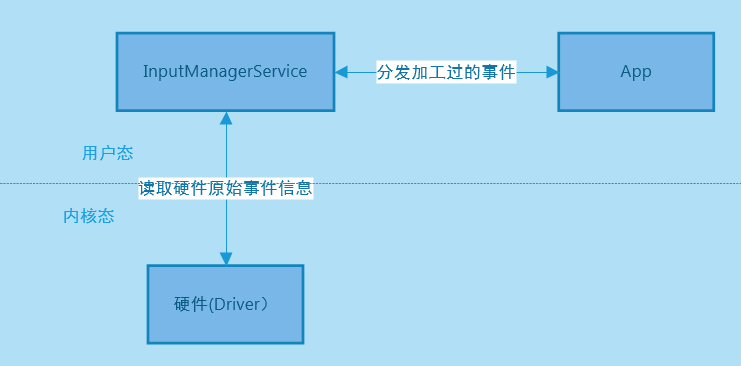 InputManagerService
分发加工过的事件
App
用户态
读取硬件原始事件信息
内核态
硬件(Driver）